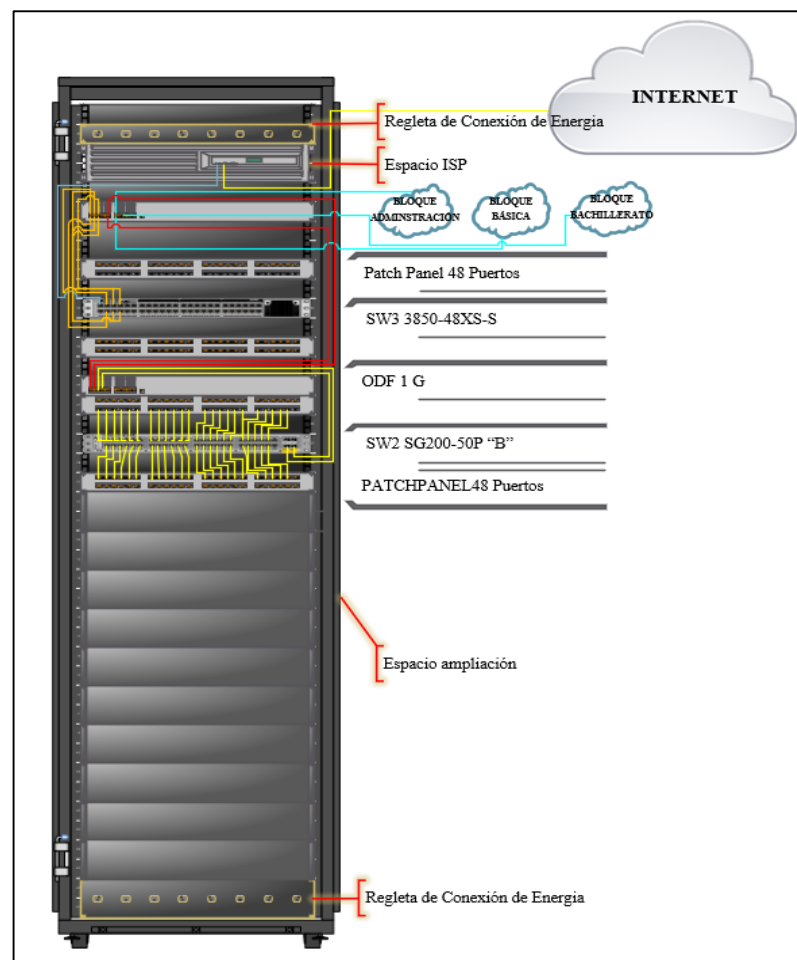 INTERNET
Regleta de Conexión de Energia
Espacio ISP
BLOQUE
ADMINSTRACIÓN
BLOQUE
BÁSICA
BLOQUE
BACHILLERATO
Patch Panel 48 Puertos
SW3 3850-48XS-S
ODF 1 G
SW2 SG200-50P “B”
PATCHPANEL48 Puertos
Espacio ampliación
Regleta de Conexión de Energia